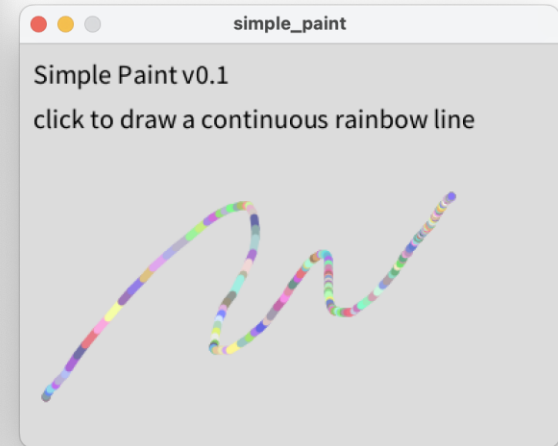 simple_paint
Simple Paint v0.1
click to draw a continuous rainbow line